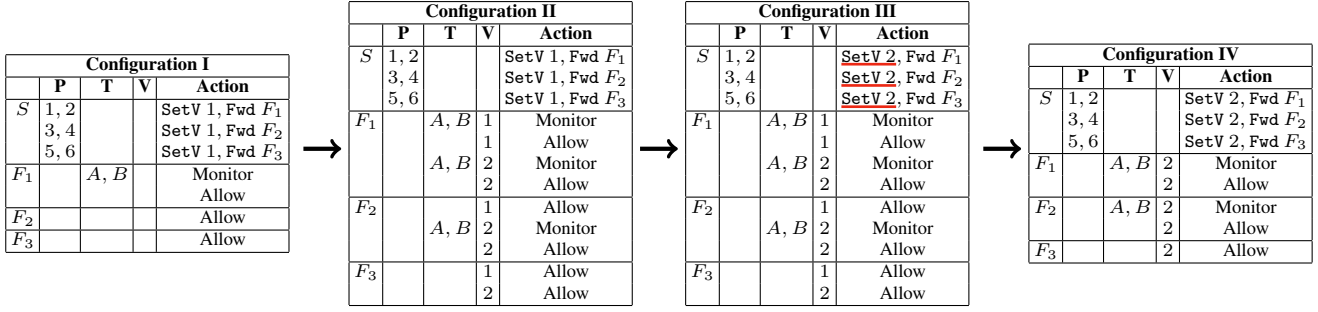 Configuration I
P T V Action
S 1, 2 SetV 1, Fwd F₁
3, 4 SetV 1, Fwd F₂
5, 6 SetV 1, Fwd F₃
F₁ A, B Monitor
Allow
F₂ Allow
F₃ Allow
Configuration II
P T V Action
S 1, 2 SetV 1, Fwd F₁
3, 4 SetV 1, Fwd F₂
5, 6 SetV 1, Fwd F₃
F₁ A, B 1 Monitor
1 Allow
A, B 2 Monitor
2 Allow
F₂ 1 Allow
A, B 2 Monitor
2 Allow
F₃ 1 Allow
2 Allow
Configuration III
P T V Action
S 1, 2 SetV 2, Fwd F₁
3, 4 SetV 2, Fwd F₂
5, 6 SetV 2, Fwd F₃
F₁ A, B 1 Monitor
1 Allow
A, B 2 Monitor
2 Allow
F₂ 1 Allow
A, B 2 Monitor
2 Allow
F₃ 1 Allow
2 Allow
Configuration IV
P T V Action
S 1, 2 SetV 2, Fwd F₁
3, 4 SetV 2, Fwd F₂
5, 6 SetV 2, Fwd F₃
F₁ A, B 2 Monitor
2 Allow
F₂ A, B 2 Monitor
2 Allow
F₃ 2 Allow